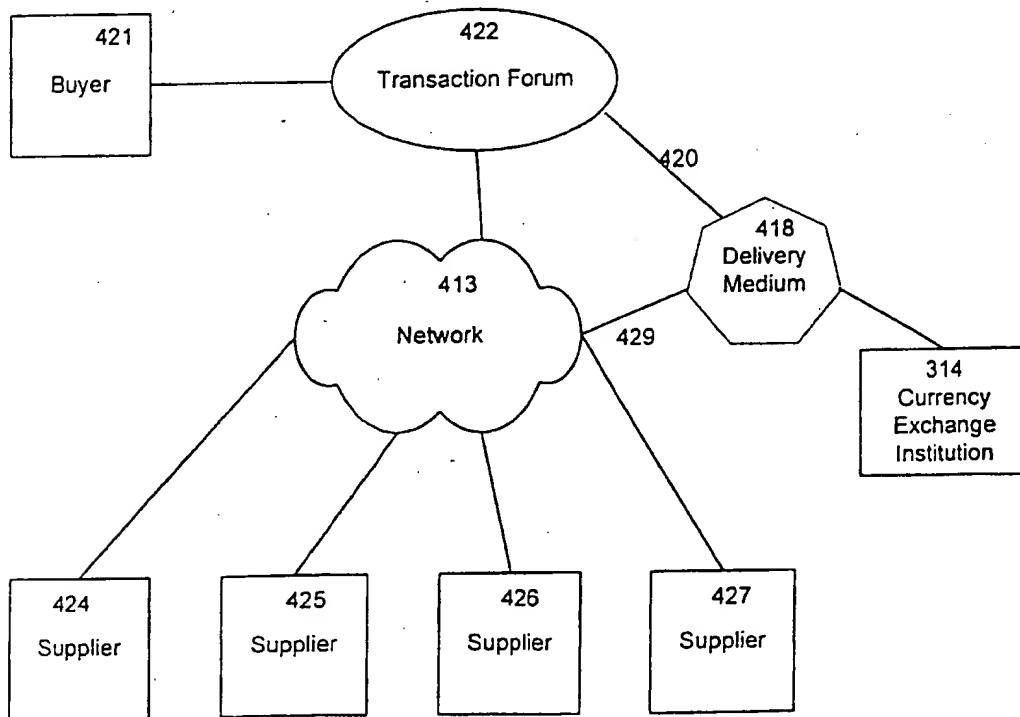 421
Buyer
422
Transaction Forum
420
418
Delivery
Medium
413
Network
429
314
Currency
Exchange
Institution
424
Supplier
425
Supplier
426
Supplier
427
Supplier